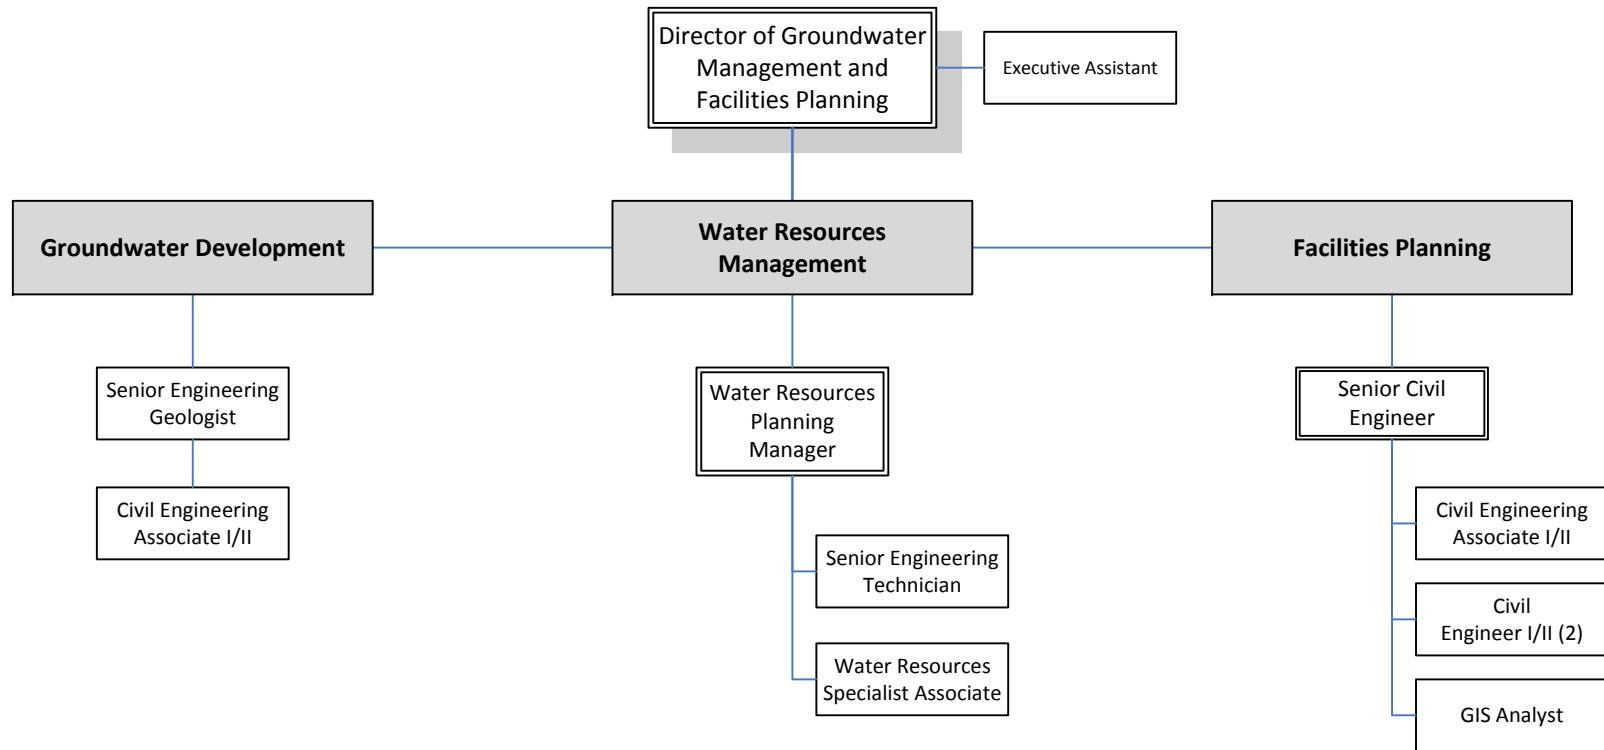 Director of Groundwater
Management and
Facilities Planning
Executive Assistant
Groundwater Development
Water Resources
Management
Facilities Planning
Senior Engineering
Geologist
Civil Engineering
Associate I/II
Water Resources
Planning
Manager
Senior Engineering
Technician
Water Resources
Specialist Associate
Senior Civil
Engineer
Civil Engineering
Associate I/II
Civil
Engineer I/II (2)
GIS Analyst